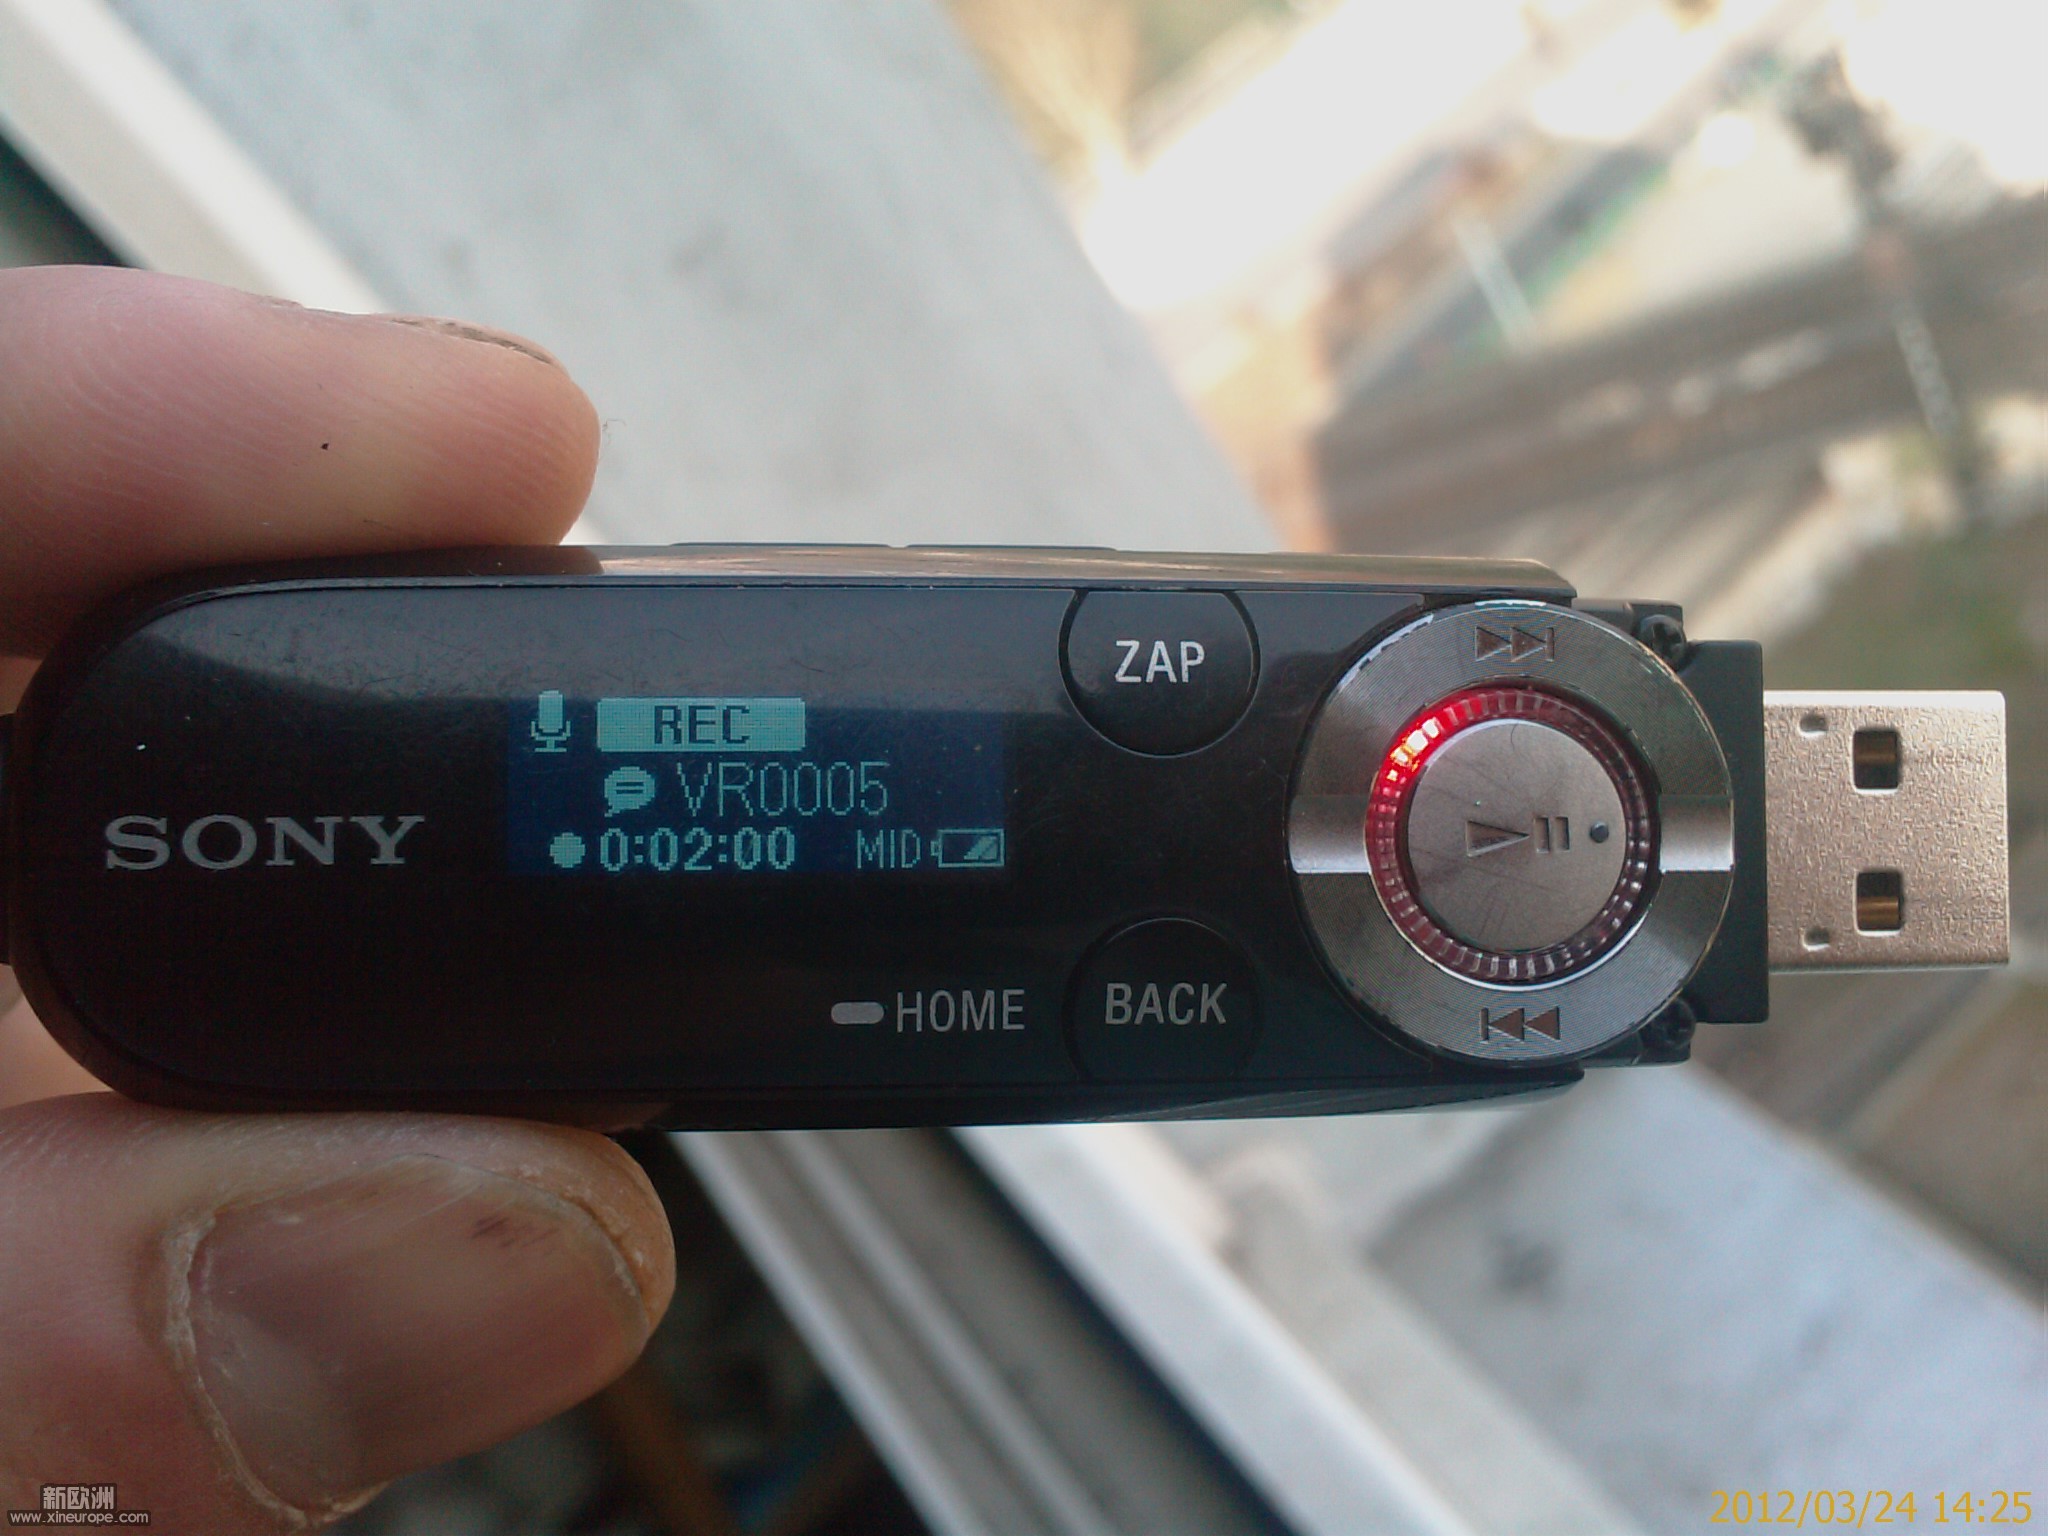 ZAP
REC
VR0005
0:02:00 MID
SONY
HOME
BACK
新欧洲
www.xineurope.com
2012/03/24 14:25